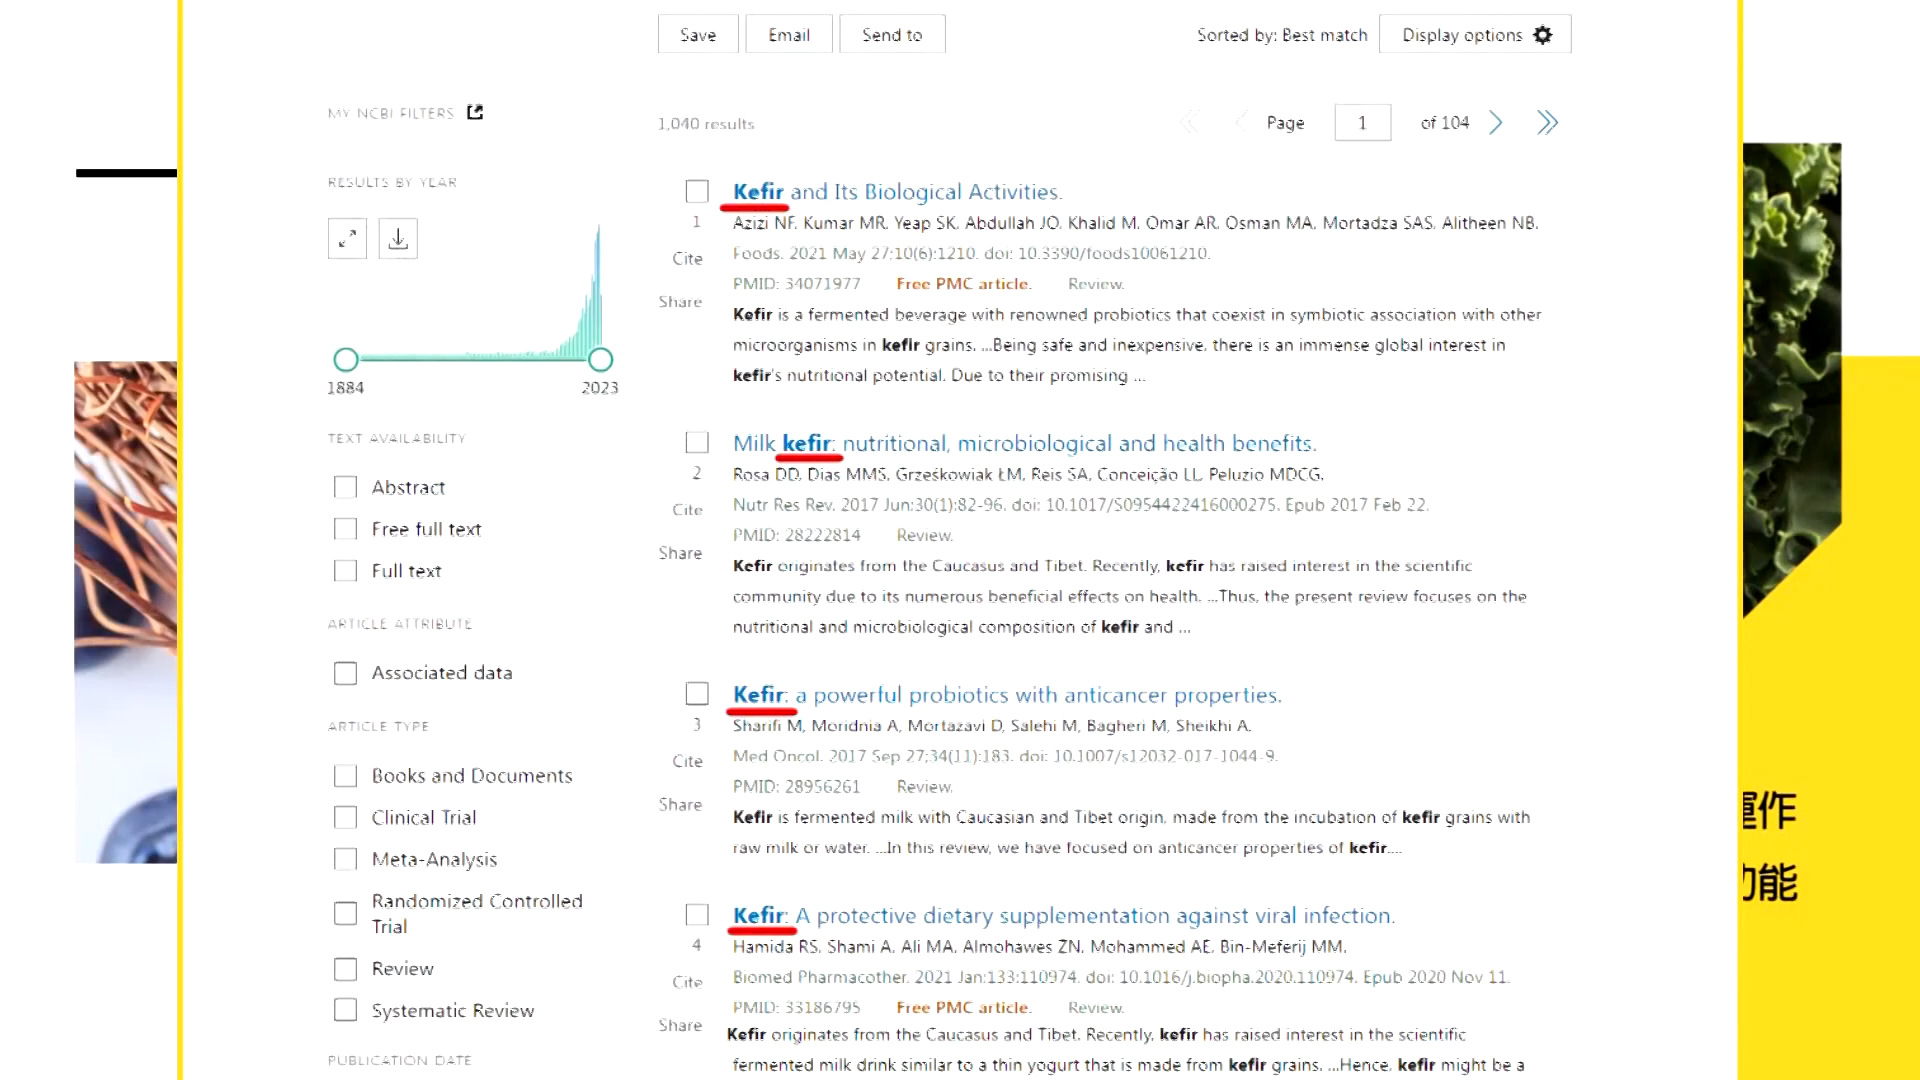 Save Email Send to Sorted by: Best match Display options
MY NCBI FILTERS
1,040 results Page 1 of 104
RESULTS BY YEAR
1884 2023
TEXT AVAILABILITY
Abstract
Free full text
Full text
ARTICLE ATTRIBUTE
Associated data
ARTICLE TYPE
Books and Documents
Clinical Trial
Meta-Analysis
Randomized Controlled
Trial
Review
Systematic Review
PUBLICATION DATE
Kefir and Its Biological Activities.
1 Azizi NF, Kumar MR, Yeap SK, Abdullah JO, Khalid M, Omar AR, Osman MA, Mortadza SAS, Alitheen NB.
Cite Foods. 2021 May 27;10(6):1210. doi: 10.3390/foods10061210.
PMID: 34071977 Free PMC article. Review.
Share
Kefir is a fermented beverage with renowned probiotics that coexist in symbiotic association with other
microorganisms in kefir grains. ...Being safe and inexpensive, there is an immense global interest in
kefir's nutritional potential. Due to their promising ...
Milk kefir: nutritional, microbiological and health benefits.
2 Rosa DD, Dias MMS, Grześkowiak ŁM, Reis SA, Conceição LL, Peluzio MDCG.
Cite Nutr Res Rev. 2017 Jun;30(1):82-96. doi: 10.1017/S0954422416000275. Epub 2017 Feb 22.
PMID: 28222814 Review.
Share
Kefir originates from the Caucasus and Tibet. Recently, kefir has raised interest in the scientific
community due to its numerous beneficial effects on health. ...Thus, the present review focuses on the
nutritional and microbiological composition of kefir and ...
Kefir: a powerful probiotics with anticancer properties.
3 Sharifi M, Moridnia A, Mortazavi D, Salehi M, Bagheri M, Sheikhi A.
Cite Med Oncol. 2017 Sep 27;34(11):183. doi: 10.1007/s12032-017-1044-9.
PMID: 28956261 Review.
Share
Kefir is fermented milk with Caucasian and Tibet origin, made from the incubation of kefir grains with
raw milk or water. ...In this review, we have focused on anticancer properties of kefir....
Kefir: A protective dietary supplementation against viral infection.
4 Hamida RS, Shami A, Ali MA, Almohawes ZN, Mohammed AE, Bin-Meferij MM.
Cite Biomed Pharmacother. 2021 Jan;133:110974. doi: 10.1016/j.biopha.2020.110974. Epub 2020 Nov 11.
PMID: 33186795 Free PMC article. Review.
Share
Kefir originates from the Caucasus and Tibet. Recently, kefir has raised interest in the scientific
fermented milk drink similar to a thin yogurt that is made from kefir grains. ...Hence, kefir might be a
運作
功能